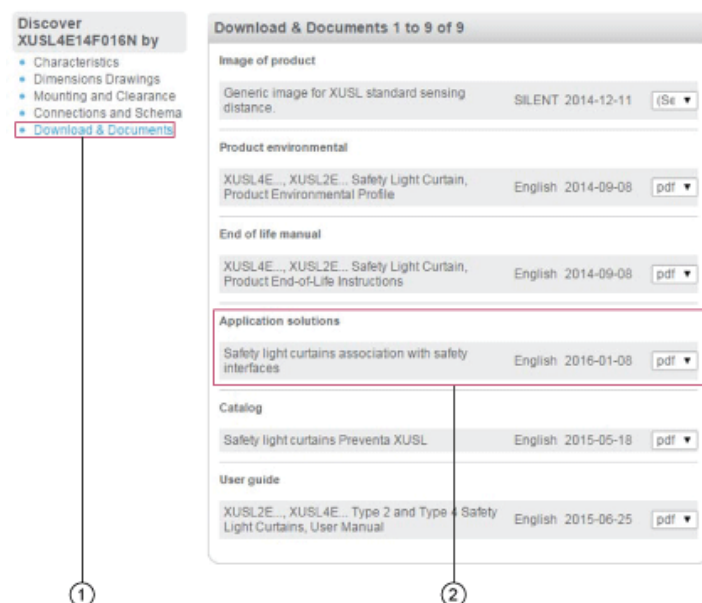 Discover
XUSL4E14F016N by
Characteristics
Dimensions Drawings
Mounting and Clearance
Connections and Schema
Download & Documents
Download & Documents 1 to 9 of 9
Image of product
Generic image for XUSL standard sensing
distance.
SILENT 2014-12-11 (Se
Product environmental
XUSL4E..., XUSL2E... Safety Light Curtain,
Product Environmental Profile
English 2014-09-08 pdf
End of life manual
XUSL4E..., XUSL2E... Safety Light Curtain,
Product End-of-Life Instructions
English 2014-09-08 pdf
Application solutions
Safety light curtains association with safety
interfaces
English 2016-01-08 pdf
Catalog
Safety light curtains Preventa XUSL English 2015-05-18 pdf
User guide
XUSL2E..., XUSL4E... Type 2 and Type 4 Safety
Light Curtains, User Manual
English 2015-06-25 pdf
1 2